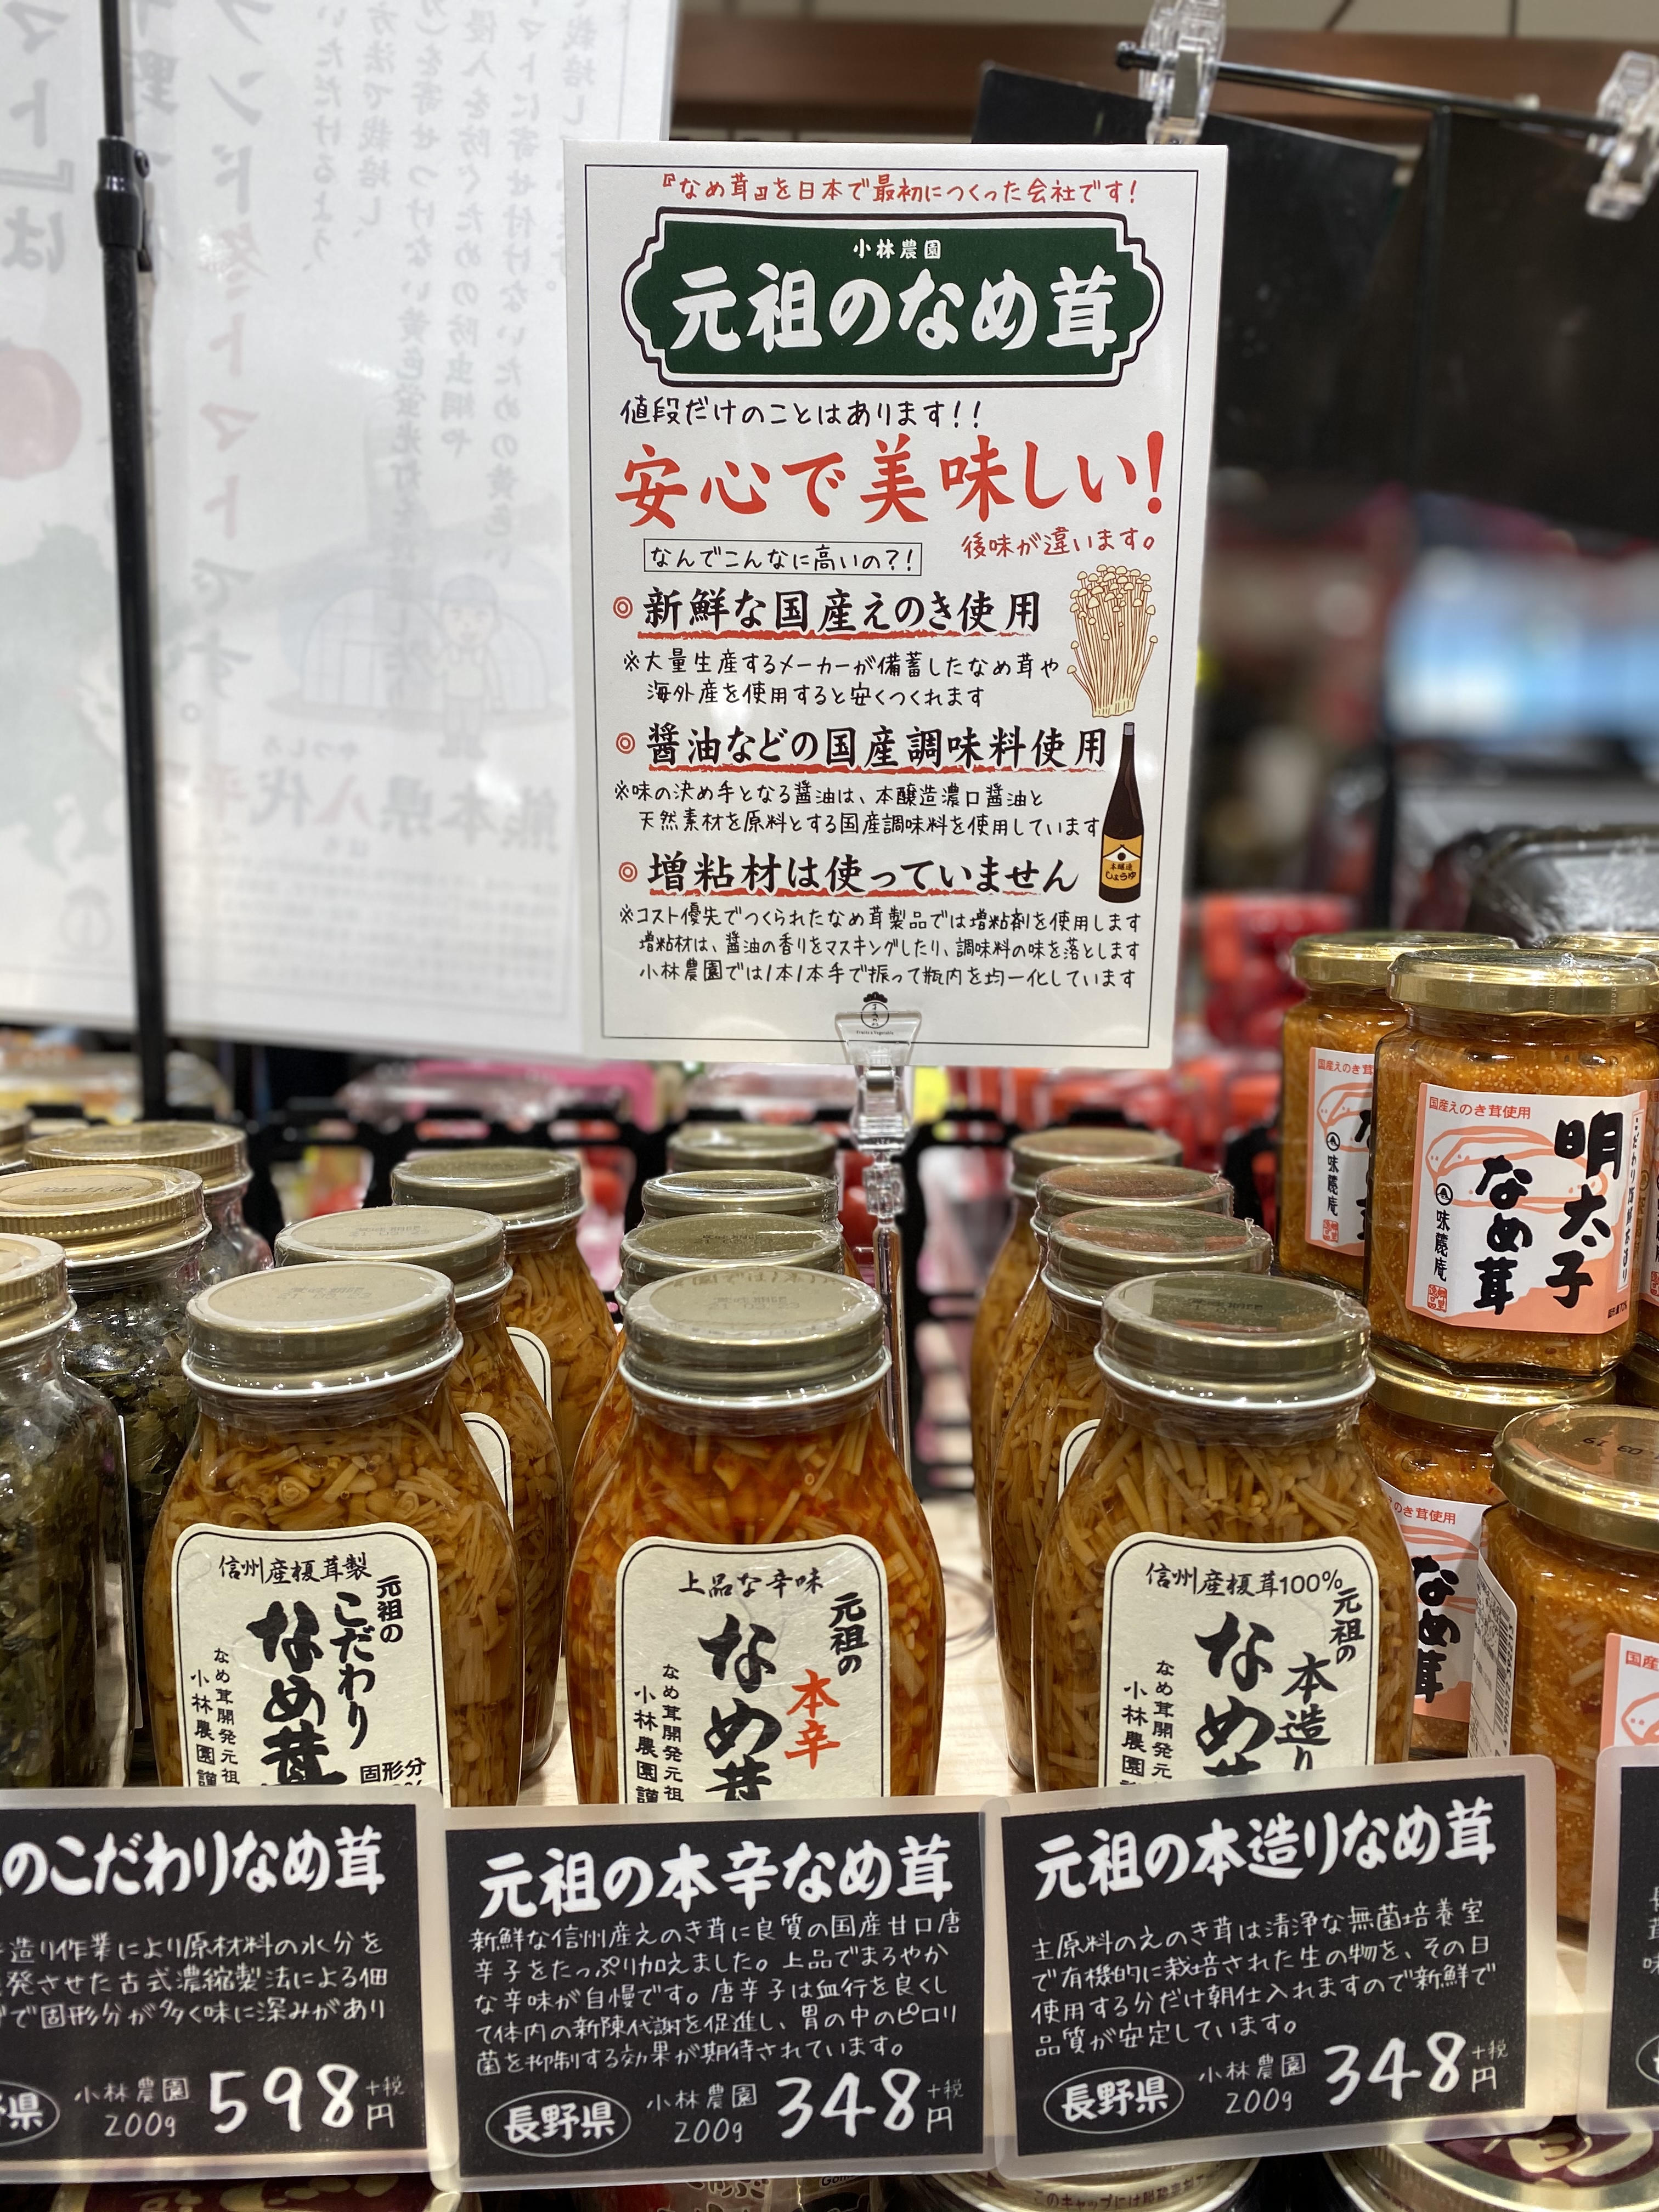 『なめ茸』を日本で最初につくった会社です！
小林農園
元祖のなめ茸
値段だけのことはあります！！
安心で美味しい！
後味が違います。
なんでこんなに高いの？！
◎新鮮な国産えのき使用
※大量生産するメーカーが備蓄したなめ茸や
海外産を使用すると安くつくれます
◎醤油などの国産調味料使用
※味の決め手となる醤油は、本醸造濃口醤油と
天然素材を原料とする国産調味料を使用しています
本醸造
しょうゆ
◎増粘材は使っていません
※コスト優先でつくられたなめ茸製品では増粘剤を使用します
増粘材は、醤油の香りをマスキングしたり、調味料の味を落とします
小林農園では1本1本手で振って瓶内を均一化しています
熊本県八代
国産えのき茸使用
明太子
なめ茸
味蔵庵
信州産榎茸製
元祖の
こだわり
なめ茸
なめ茸開発元祖
小林農園謹
固形分
上品な辛味
元祖の
本辛
なめ茸
なめ茸開発元祖
小林農園謹
信州産榎茸100%
元祖の
本造り
なめ茸
なめ茸開発元
小林農園
のき茸使用
なめ茸
のこだわりなめ茸
造り作業により原材料の水分を
発させた古式濃縮製法による佃
で固形分が多く味に深みがあり
県
小林農園
200g
598円
+税
元祖の本辛なめ茸
新鮮な信州産えのき茸に良質の国産甘口唐
辛子をたっぷり加えました。上品でまろやか
な辛味が自慢です。唐辛子は血行を良くし
て体内の新陳代謝を促進し、胃の中のピロリ
菌を抑制する効果が期待されています。
長野県
小林農園
200g
348円
+税
元祖の本造りなめ茸
主原料のえのき茸は清浄な無菌培養室
で有機的に栽培された生の物を、その日
使用する分だけ朝仕入れますので新鮮で
品質が安定しています。
長野県
小林農園
200g
348円
+税